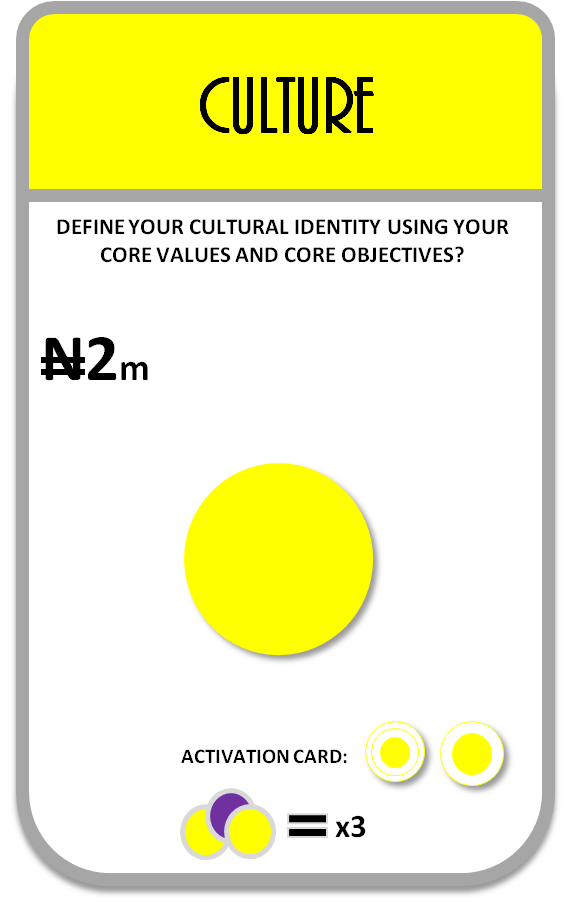 CULTURE
DEFINE YOUR CULTURAL IDENTITY USING YOUR
CORE VALUES AND CORE OBJECTIVES?
₦2m
ACTIVATION CARD:
= x3